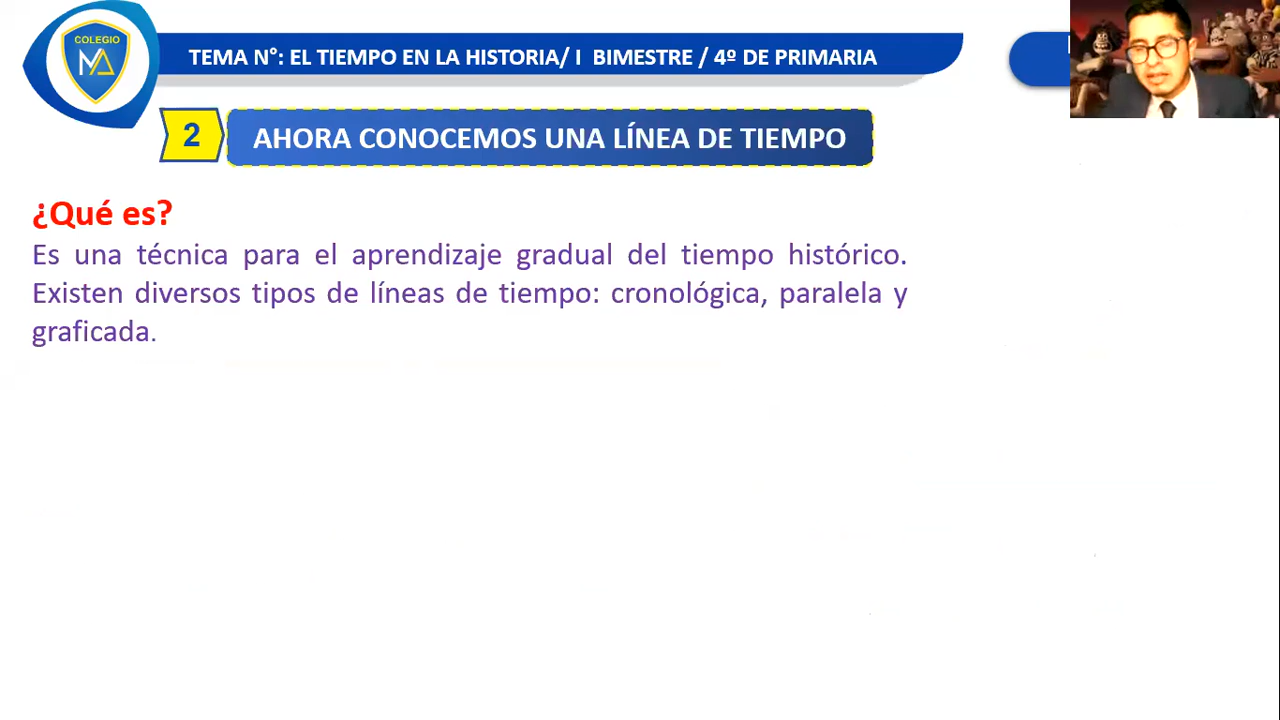 COLEGIO
MA
TEMA N°: EL TIEMPO EN LA HISTORIA/ I BIMESTRE / 4º DE PRIMARIA
2
AHORA CONOCEMOS UNA LÍNEA DE TIEMPO
¿Qué es?
Es una técnica para el aprendizaje gradual del tiempo histórico.
Existen diversos tipos de líneas de tiempo: cronológica, paralela y
graficada.